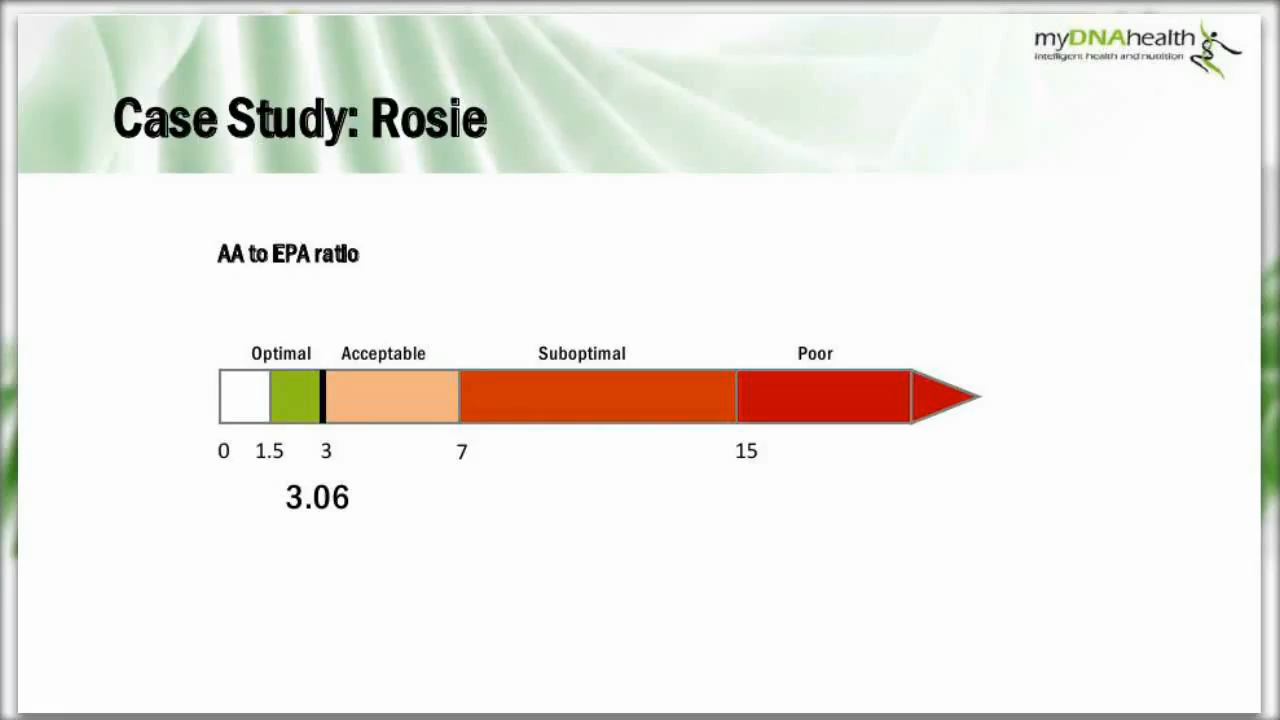 myDNAhealth
intelligent health and nutrition
Case Study: Rosie
AA to EPA ratio
Optimal Acceptable Suboptimal Poor
0 1.5 3 7 15
3.06